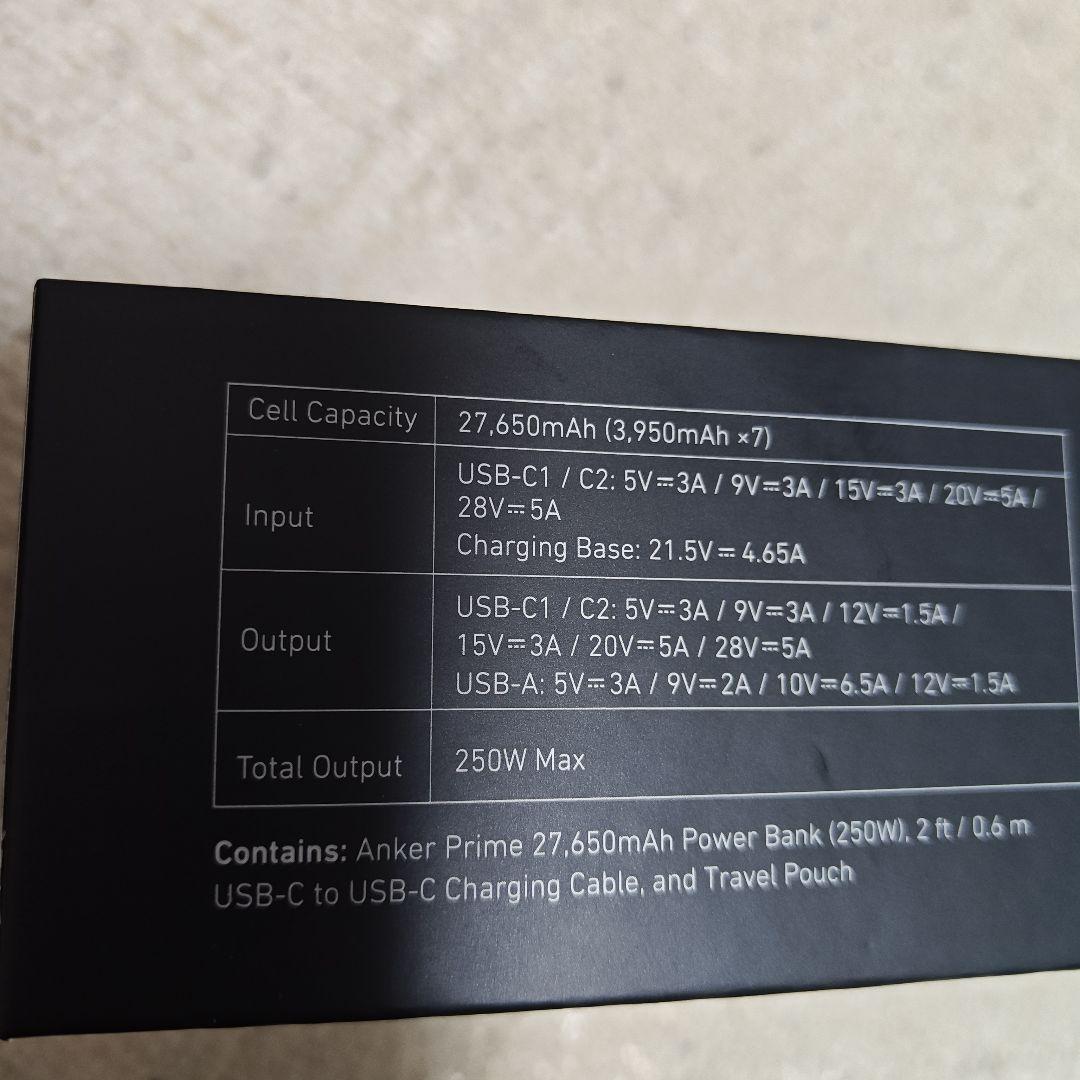 Cell Capacity
27,650mAh (3,950mAh ×7)
Input
USB-C1 / C2: 5V⎓3A / 9V⎓3A / 15V⎓3A / 20V⎓5A /
28V⎓5A
Charging Base: 21.5V⎓4.65A
Output
USB-C1 / C2: 5V⎓3A / 9V⎓3A / 12V⎓1.5A /
15V⎓3A / 20V⎓5A / 28V⎓5A
USB-A: 5V⎓3A / 9V⎓2A / 10V⎓6.5A / 12V⎓1.5A
Total Output
250W Max
Contains: Anker Prime 27,650mAh Power Bank (250W), 2 ft / 0.6 m
USB-C to USB-C Charging Cable, and Travel Pouch